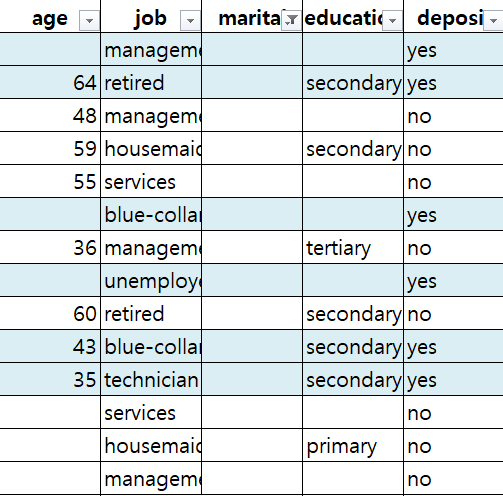 age job marita educatio deposi
manageme yes
64 retired secondary yes
48 manageme no
59 housemaid secondary no
55 services no
blue-collar yes
36 manageme tertiary no
unemploye yes
60 retired secondary no
43 blue-collar secondary yes
35 technician secondary yes
services no
housemaid primary no
manageme no